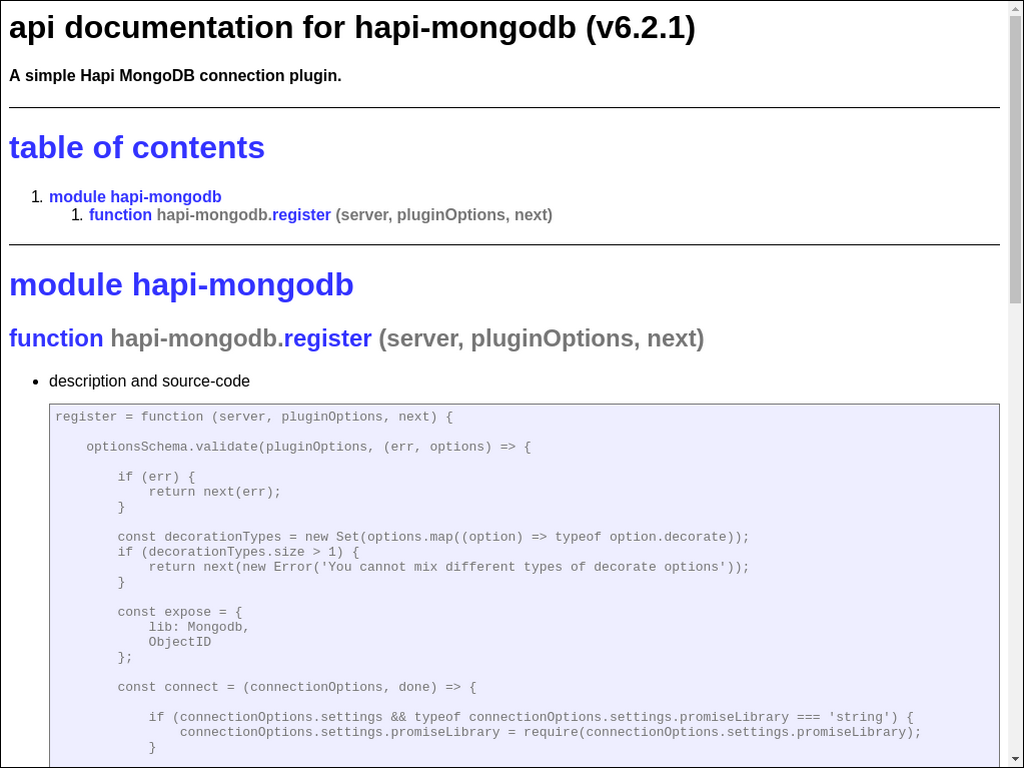 api documentation for hapi-mongodb (v6.2.1)
A simple Hapi MongoDB connection plugin.
table of contents
1. module hapi-mongodb
1. function hapi-mongodb.register (server, pluginOptions, next)
module hapi-mongodb
function hapi-mongodb.register (server, pluginOptions, next)
• description and source-code
register = function (server, pluginOptions, next) {
    optionsSchema.validate(pluginOptions, (err, options) => {
        if (err) {
            return next(err);
        }
        const decorationTypes = new Set(options.map((option) => typeof option.decorate));
        if (decorationTypes.size > 1) {
            return next(new Error('You cannot mix different types of decorate options'));
        }
        const expose = {
            lib: Mongodb,
            ObjectID
        };
        const connect = (connectionOptions, done) => {
            if (connectionOptions.settings && typeof connectionOptions.settings.promiseLibrary === 'string') {
                connectionOptions.settings.promiseLibrary = require(connectionOptions.settings.promiseLibrary);
            }